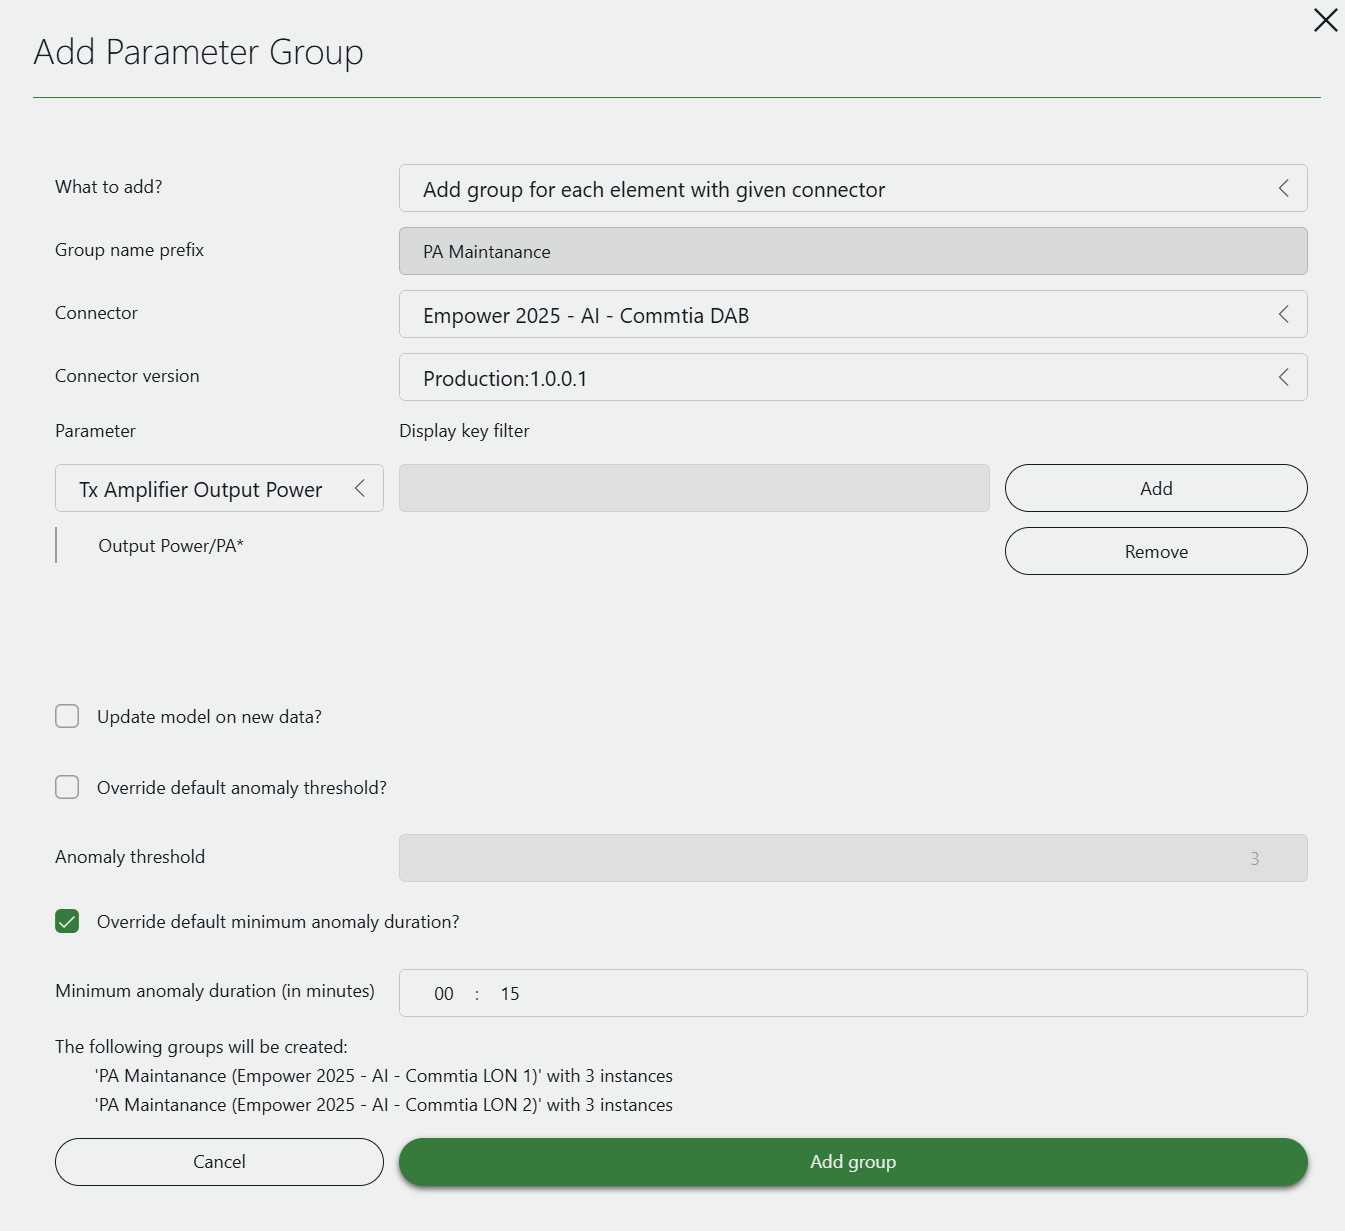 Add Parameter Group
What to add?
Add group for each element with given connector
Group name prefix
PA Maintanance
Connector
Empower 2025 - AI - Commtia DAB
Connector version
Production:1.0.0.1
Parameter
Display key filter
Tx Amplifier Output Power
Add
Output Power/PA*
Remove
Update model on new data?
Override default anomaly threshold?
Anomaly threshold
3
Override default minimum anomaly duration?
Minimum anomaly duration (in minutes)
00 : 15
The following groups will be created:
'PA Maintanance (Empower 2025 - AI - Commtia LON 1)' with 3 instances
'PA Maintanance (Empower 2025 - AI - Commtia LON 2)' with 3 instances
Cancel
Add group